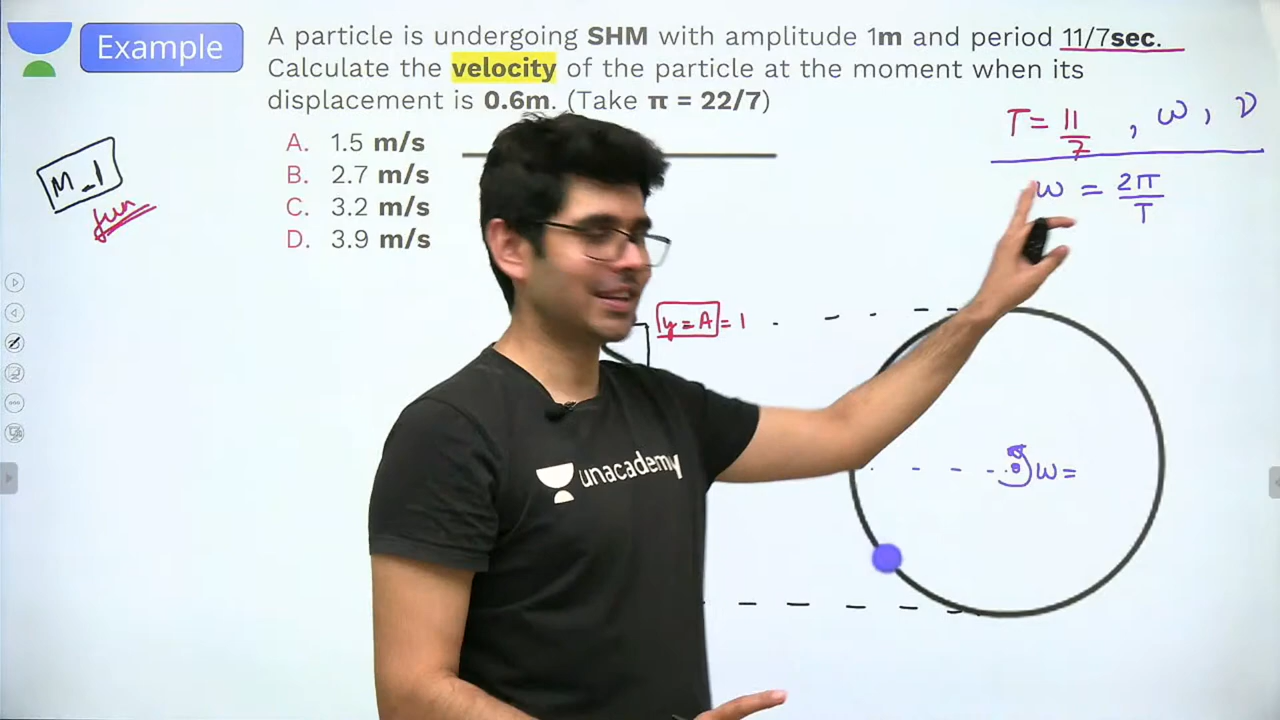 Example
A particle is undergoing SHM with amplitude 1m and period 11/7sec.
Calculate the velocity of the particle at the moment when its
displacement is 0.6m. (Take π = 22/7)
A. 1.5 m/s
B. 2.7 m/s
C. 3.2 m/s
D. 3.9 m/s
M-1
T = 11/7 , ω, ν
ω = 2π/T
y = A = 1
unacademy
ω =